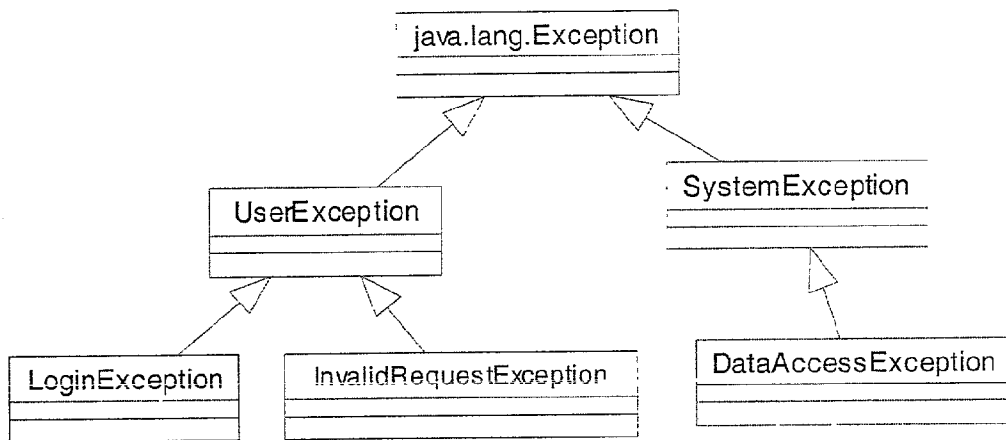 java.lang.Exception
UserException
SystemException
LoginException
InvalidRequestException
DataAccessException